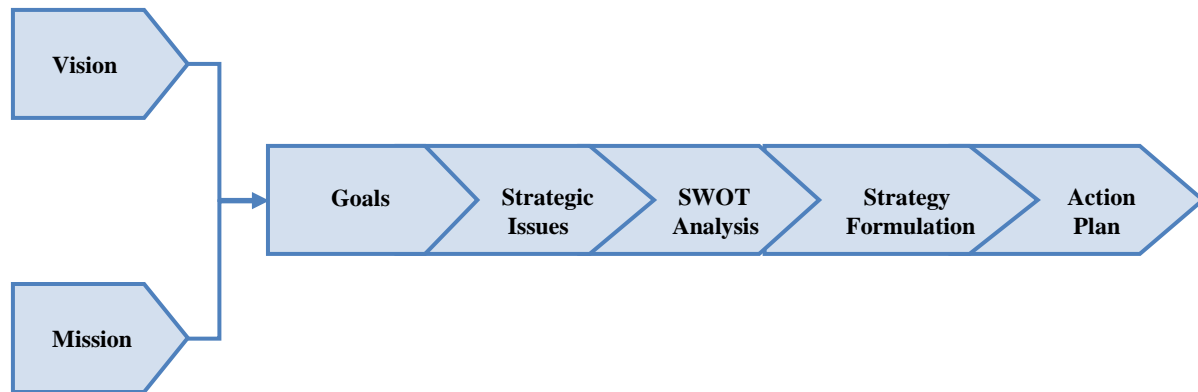 Vision
Goals
Strategic
Issues
SWOT
Analysis
Strategy
Formulation
Action
Plan
Mission